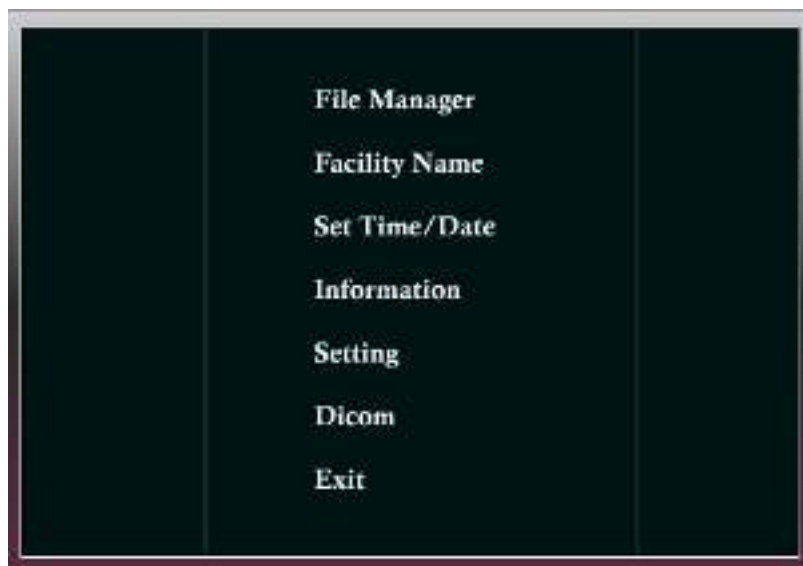 File Manager
Facility Name
Set Time/Date
Information
Setting
Dicom
Exit